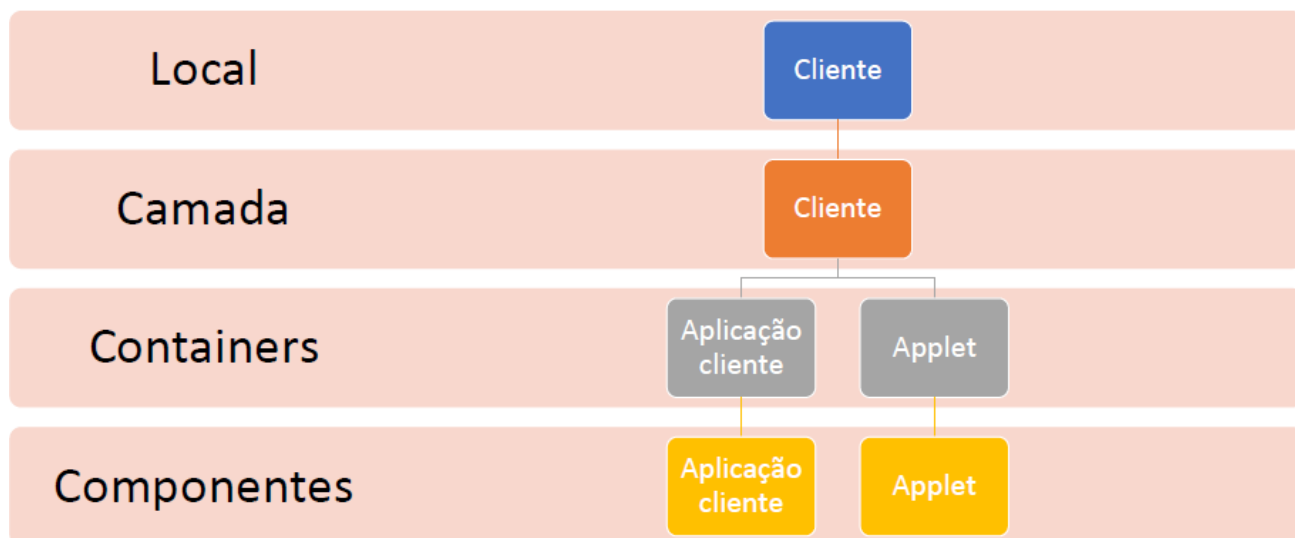 Local
Cliente
Camada
Cliente
Containers
Aplicação
cliente
Applet
Componentes
Aplicação
cliente
Applet